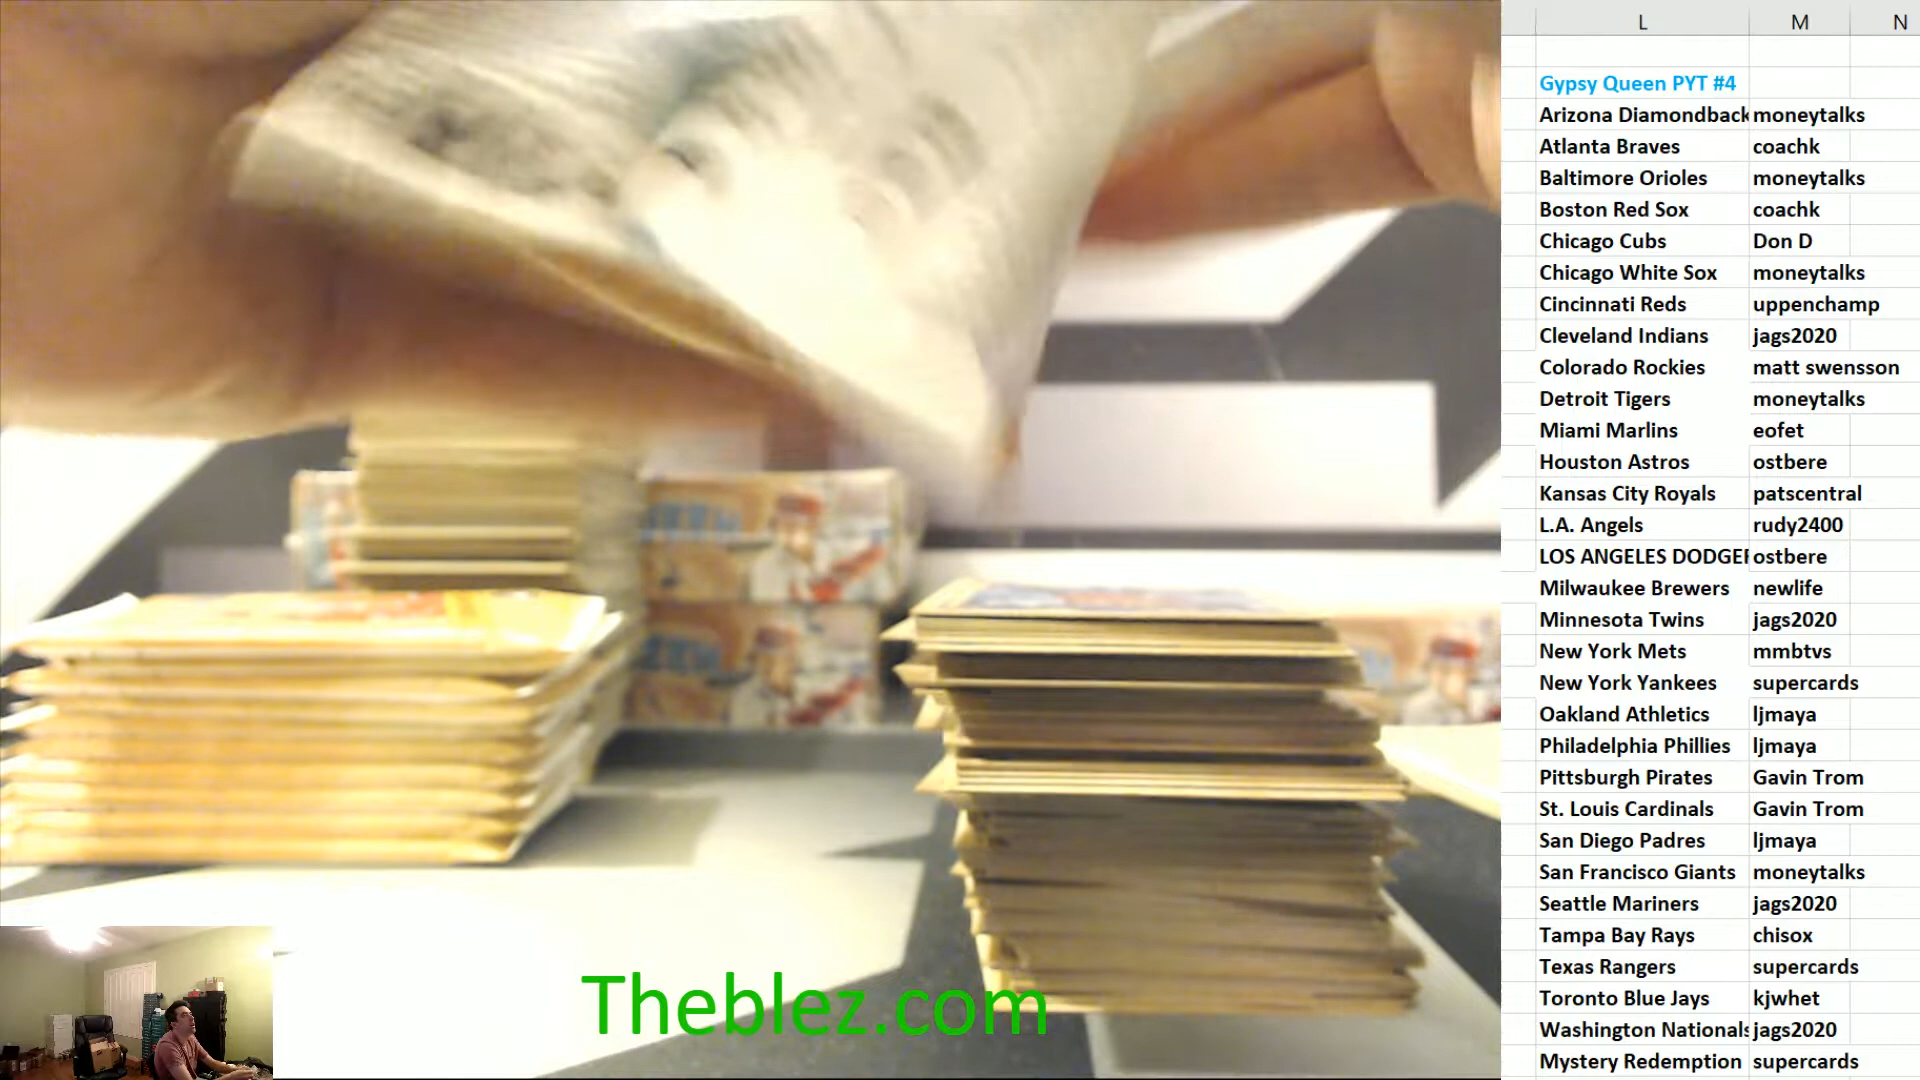 L M N
Gypsy Queen PYT #4
Arizona Diamondback moneytalks
Atlanta Braves coachk
Baltimore Orioles moneytalks
Boston Red Sox coachk
Chicago Cubs Don D
Chicago White Sox moneytalks
Cincinnati Reds uppenchamp
Cleveland Indians jags2020
Colorado Rockies matt swensson
Detroit Tigers moneytalks
Miami Marlins eofet
Houston Astros ostbere
Kansas City Royals patscentral
L.A. Angels rudy2400
LOS ANGELES DODGER ostbere
Milwaukee Brewers newlife
Minnesota Twins jags2020
New York Mets mmbtvs
New York Yankees supercards
Oakland Athletics ljmaya
Philadelphia Phillies ljmaya
Pittsburgh Pirates Gavin Trom
St. Louis Cardinals Gavin Trom
San Diego Padres ljmaya
San Francisco Giants moneytalks
Seattle Mariners jags2020
Tampa Bay Rays chisox
Texas Rangers supercards
Toronto Blue Jays kjwhet
Washington Nationals jags2020
Mystery Redemption supercards
Theblez.com